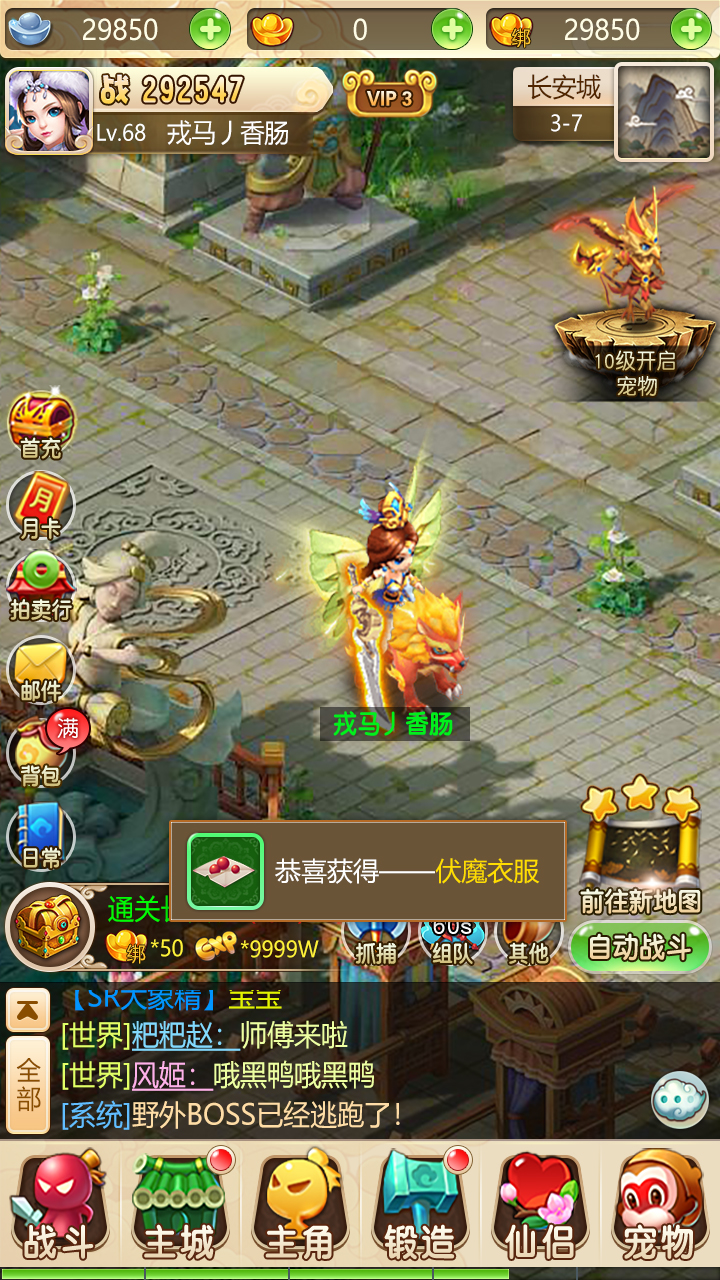 29850
0
绑
29850
战 292547
VIP 3
长安城
Lv.68 戎马丿香肠
3-7
10级开启
宠物
首充
月卡
拍卖行
邮件
满
背包
日常
戎马丿香肠
恭喜获得——伏魔衣服
前往新地图
通关
绑*50 EXP*9999W
抓捕
60s
组队
其他
自动战斗
【SR大象精】宝宝
[世界]粑粑赵：师傅来啦
[世界]风姬：哦黑鸭哦黑鸭
[系统]野外BOSS已经逃跑了！
全部
战斗
主城
主角
锻造
仙侣
宠物